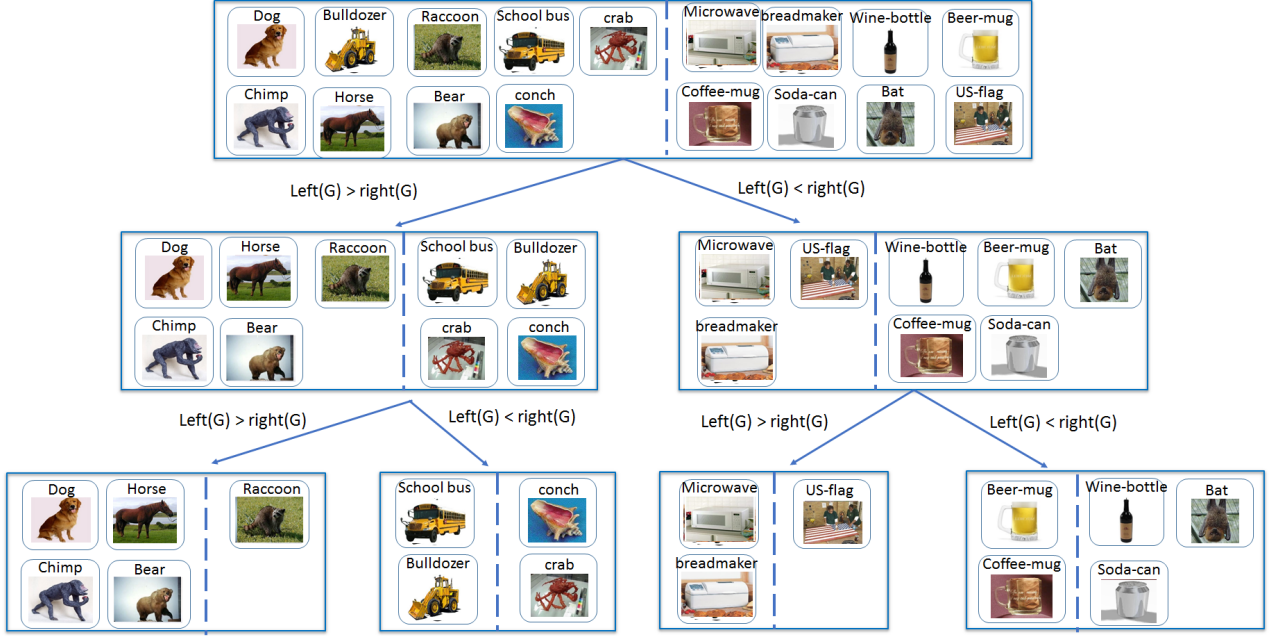 Dog Bulldozer Raccoon School bus crab Microwave breadmaker Wine-bottle Beer-mug
Chimp Horse Bear conch Coffee-mug Soda-can Bat US-flag
Left(G) > right(G) Left(G) < right(G)
Dog Horse Raccoon School bus Bulldozer Microwave US-flag Wine-bottle Beer-mug Bat
Chimp Bear crab conch breadmaker Coffee-mug Soda-can
Left(G) > right(G) Left(G) < right(G) Left(G) > right(G) Left(G) < right(G)
Dog Horse Raccoon School bus conch Microwave US-flag Beer-mug Wine-bottle Bat
Chimp Bear Bulldozer crab breadmaker Coffee-mug Soda-can